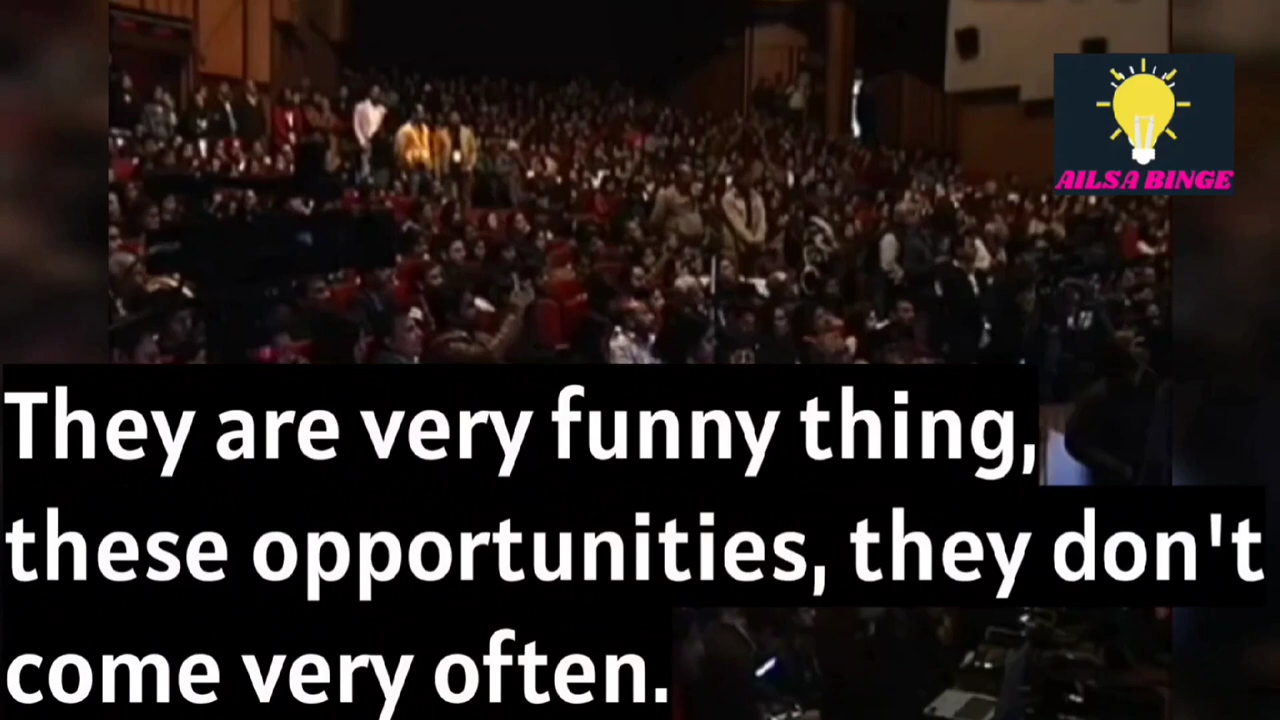 AILSA BINGE
They are very funny thing,
these opportunities, they don't
come very often.